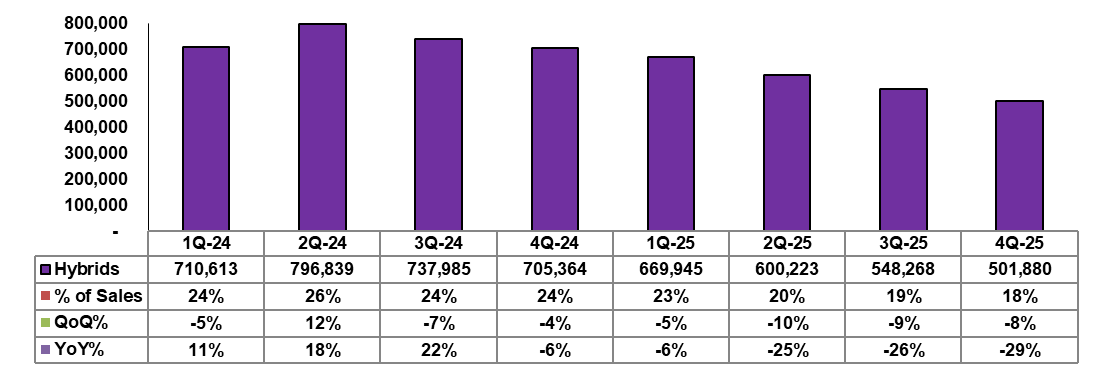 800,000
700,000
600,000
500,000
400,000
300,000
200,000
100,000
-
1Q-24 2Q-24 3Q-24 4Q-24 1Q-25 2Q-25 3Q-25 4Q-25
Hybrids 710,613 796,839 737,985 705,364 669,945 600,223 548,268 501,880
% of Sales 24% 26% 24% 24% 23% 20% 19% 18%
QoQ% -5% 12% -7% -4% -5% -10% -9% -8%
YoY% 11% 18% 22% -6% -6% -25% -26% -29%